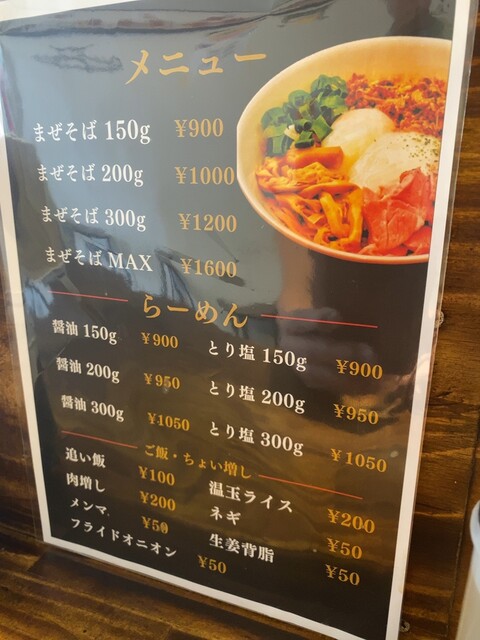 メニュー
まぜそば 150g ¥900
まぜそば 200g ¥1000
まぜそば 300g ¥1200
まぜそば MAX ¥1600
らーめん
醤油 150g ¥900 とり塩 150g ¥900
醤油 200g ¥950 とり塩 200g ¥950
醤油 300g ¥1050 とり塩 300g ¥1050
ご飯・ちょい増し
追い飯 ¥100 温玉ライス ¥200
肉増し ¥200 ネギ ¥50
メンマ ¥50 生姜背脂 ¥50
フライドオニオン ¥50